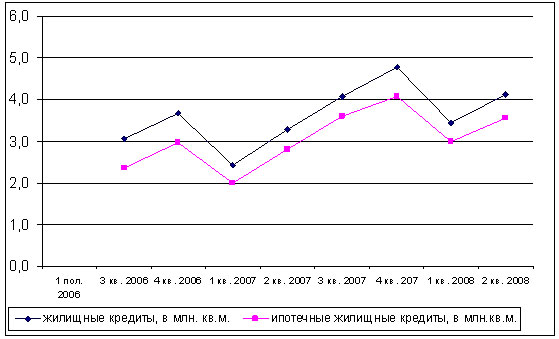 6,0
5,0
4,0
3,0
2,0
1,0
0,0
1 пол. 2006
3 кв. 2006
4 кв. 2006
1 кв. 2007
2 кв. 2007
3 кв. 2007
4 кв. 207
1 кв. 2008
2 кв. 2008
жилищные кредиты, в млн. кв.м.
ипотечные жилищные кредиты, в млн.кв.м.